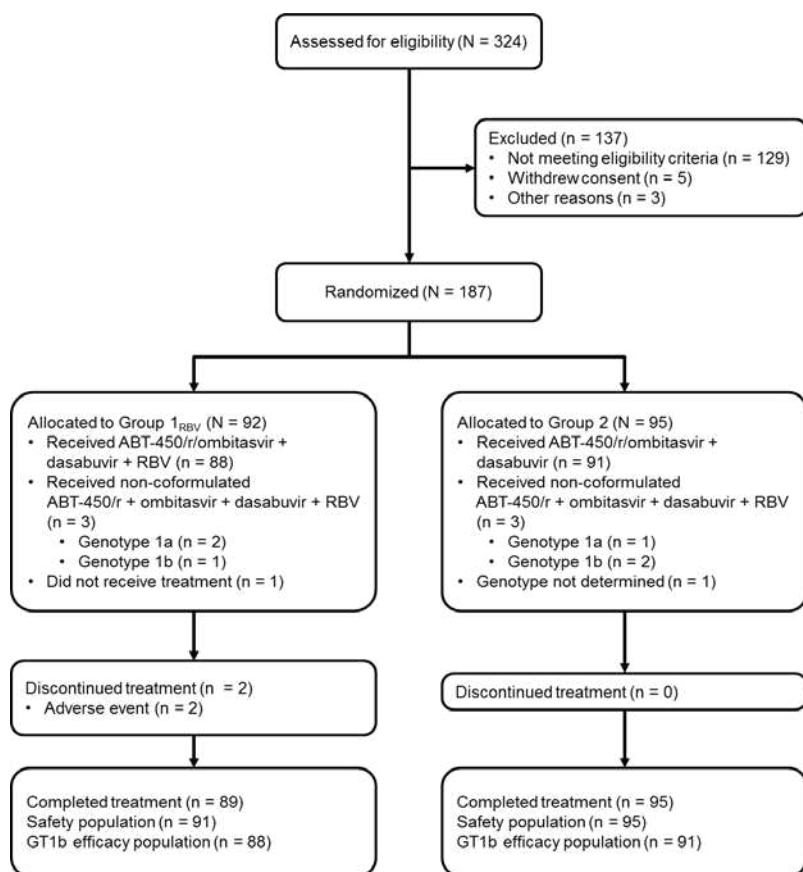 Assessed for eligibility (N = 324)
Excluded (n = 137)
• Not meeting eligibility criteria (n = 129)
• Withdrew consent (n = 5)
• Other reasons (n = 3)
Randomized (N = 187)
Allocated to Group 1RBV (N = 92)
• Received ABT-450/r/ombitasvir +
dasabuvir + RBV (n = 88)
• Received non-coformulated
ABT-450/r + ombitasvir + dasabuvir + RBV
(n = 3)
• Genotype 1a (n = 2)
• Genotype 1b (n = 1)
• Did not receive treatment (n = 1)
Allocated to Group 2 (N = 95)
• Received ABT-450/r/ombitasvir +
dasabuvir (n = 91)
• Received non-coformulated
ABT-450/r + ombitasvir + dasabuvir + RBV
(n = 3)
• Genotype 1a (n = 1)
• Genotype 1b (n = 2)
• Genotype not determined (n = 1)
Discontinued treatment (n = 2)
• Adverse event (n = 2)
Discontinued treatment (n = 0)
Completed treatment (n = 89)
Safety population (n = 91)
GT1b efficacy population (n = 88)
Completed treatment (n = 95)
Safety population (n = 95)
GT1b efficacy population (n = 91)